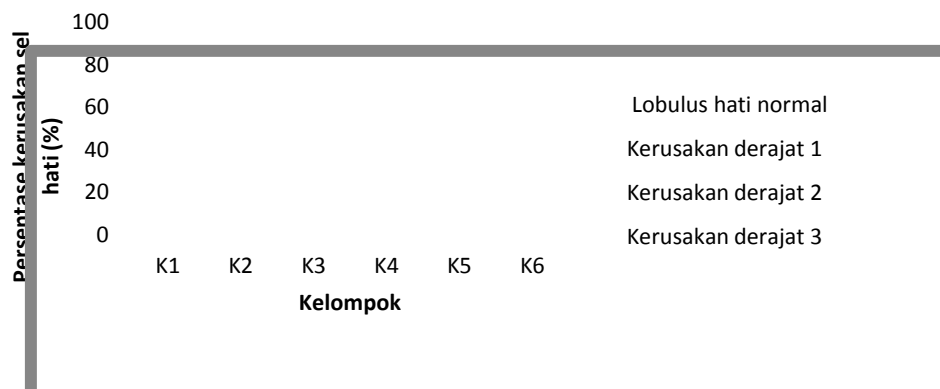 Persentase kerusakan sel
hati (%)
100
80
60
40
20
0
K1 K2 K3 K4 K5 K6
Kelompok
Lobulus hati normal
Kerusakan derajat 1
Kerusakan derajat 2
Kerusakan derajat 3